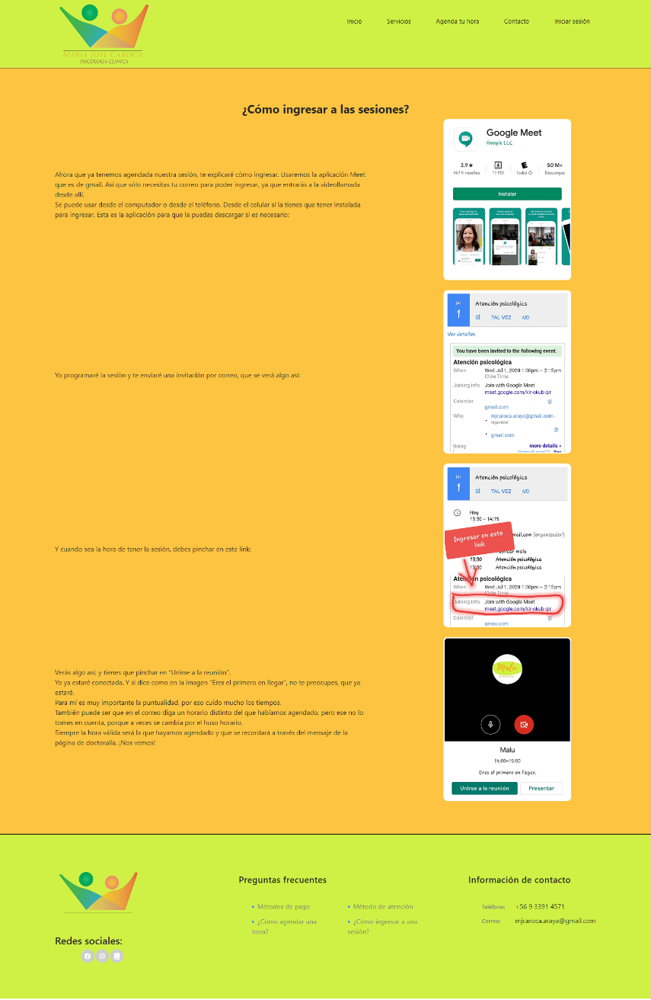 Inicio
Servicios
Agenda tu hora
Contacto
Iniciar sesión
MARIA JOSE CAROCA
PSICÓLOGA CLINICA
¿Cómo ingresar a las sesiones?
Ahora que ya tenemos agendada nuestra sesión, te explicaré cómo ingresar. Usaremos la aplicación Meet
que es de gmail. Así que sólo necesitas tu correo para poder ingresar, ya que entrarás a la videollamada
desde allí.
Se puede usar desde el computador o desde el teléfono. Desde el celular sí la tienes que tener instalada
para ingresar. Esta es la aplicación para que la puedas descargar si es necesario:
Google Meet
Google LLC
3.9 ★
247 K reseñas
11 MB
E
Todos
50 M+
Descargas
Instalar
Yo programaré la sesión y te enviaré una invitación por correo, que se verá algo así:
jul.
1
Atención psicológica
SÍ TAL VEZ NO
Ver detalles
You have been invited to the following event.
Atención psicológica
When Wed Jul 1, 2020 1:30pm – 2:15pm
Chile Time
Joining info Join with Google Meet
meet.google.com/kir-okub-qir
Calendar @
gmail.com
Who • mjcaroca.araya@gmail.com -
organizer
• @
gmail.com
more details »
Going
Y cuando sea la hora de tener la sesión, debes pinchar en este link:
jul.
1
Atención psicológica
SÍ TAL VEZ NO
Hoy
13:30 – 14:15
Ingresar en este
link
mail.com (organizador)
malu
13:30 Atención psicológica
13:30 Atención psicológica
Atención psicológica
When Wed Jul 1, 2020 1:30pm – 2:15pm
Chile Time
Joining info Join with Google Meet
meet.google.com/kir-okub-qir
Calendar @
gmail.com
Verás algo así, y tienes que pinchar en "Unirse a la reunión".
Yo ya estaré conectada. Y si dice como en la imagen "Eres el primero en llegar", no te preocupes, que ya
estaré.
Para mí es muy importante la puntualidad, por eso cuido mucho los tiempos.
También puede ser que en el correo diga un horario distinto del que habíamos agendado, pero ese no lo
tomes en cuenta, porque a veces se cambia por el huso horario.
Siempre la hora válida será la que hayamos agendado y que se recordará a través del mensaje de la
página de doctoralia. ¡Nos vemos!
Malu
Malu
14:00–15:00
Eres el primero en llegar.
Unirse a la reunión
Presentar
Redes sociales:
Preguntas frecuentes
• Métodos de pago
• Método de atención
• ¿Cómo agendar una
hora?
• ¿Cómo ingresar a una
sesión?
Información de contacto
Teléfono: +56 9 3391 4571
Correo: mjcaroca.araya@gmail.com